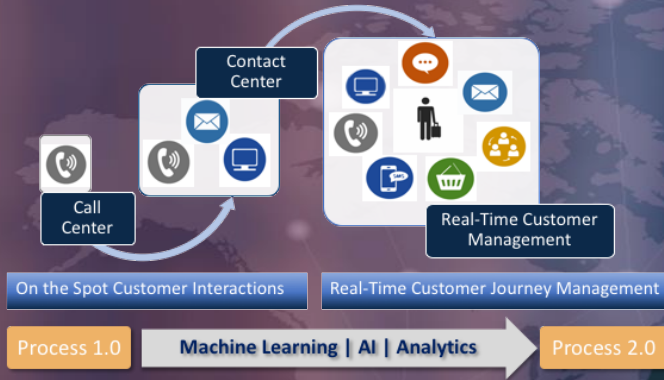 Contact
Center
SMS
Call
Center
Real-Time Customer
Management
On the Spot Customer Interactions
Real-Time Customer Journey Management
Process 1.0
Machine Learning | AI | Analytics
Process 2.0